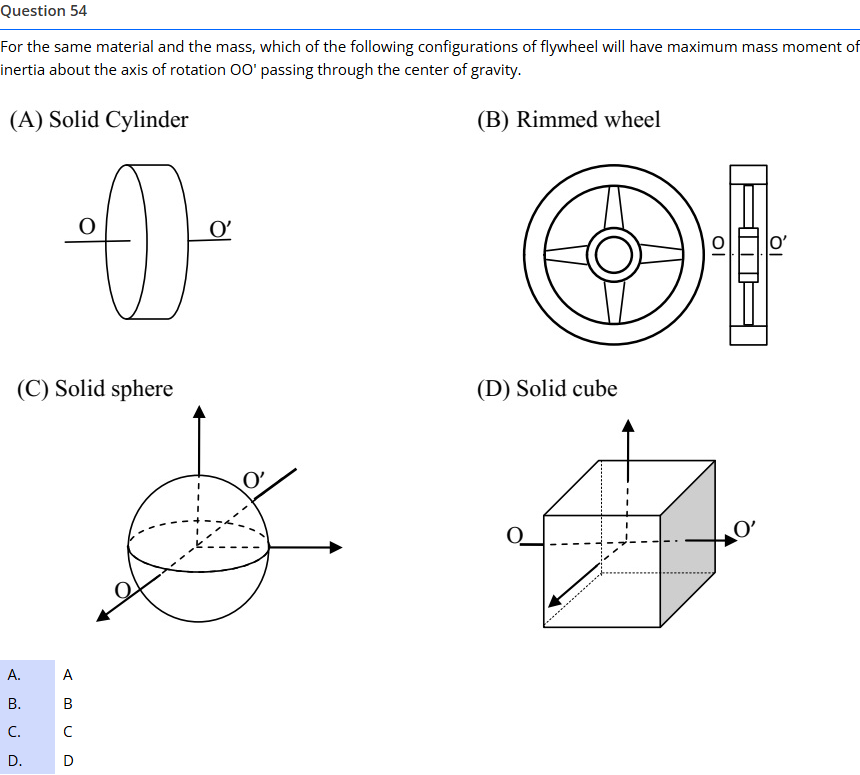 Question 54
For the same material and the mass, which of the following configurations of flywheel will have maximum mass moment of
inertia about the axis of rotation OO' passing through the center of gravity.
(A) Solid Cylinder
(B) Rimmed wheel
O
O′
O
O′
(C) Solid sphere
(D) Solid cube
O′
O
O
O′
A. A
B. B
C. C
D. D